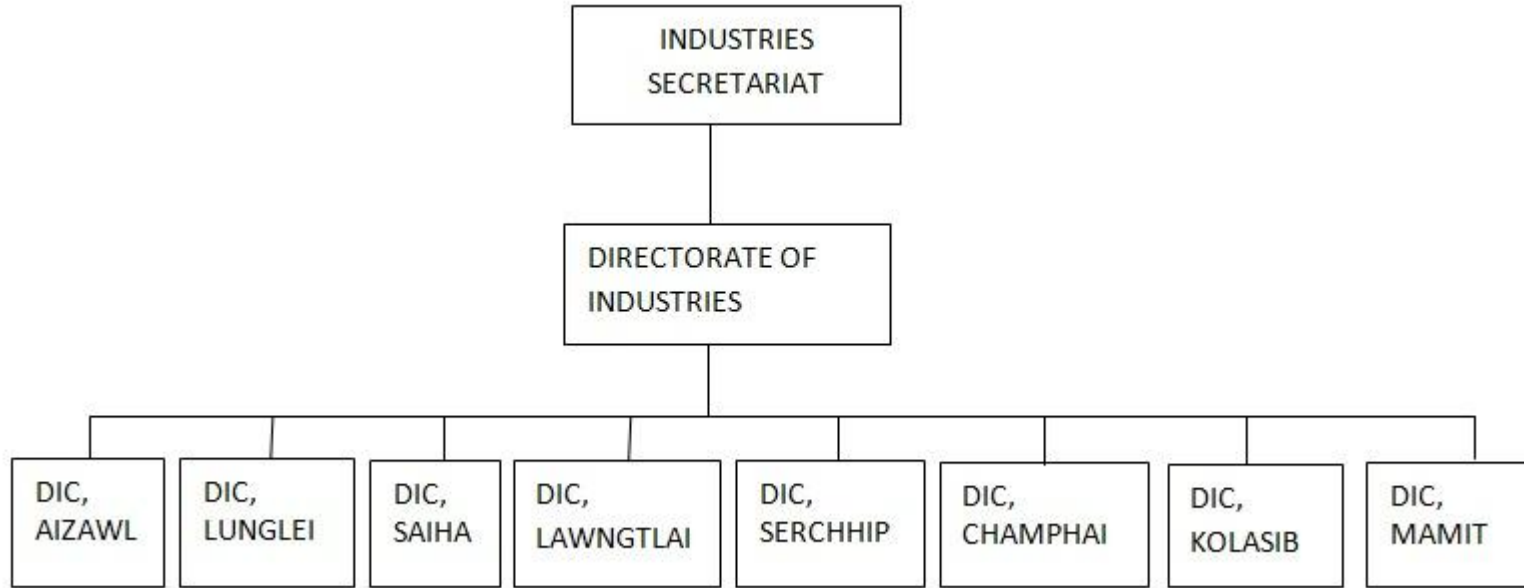 INDUSTRIES
SECRETARIAT
DIRECTORATE OF
INDUSTRIES
DIC,
AIZAWL
DIC,
LUNGLEI
DIC,
SAIHA
DIC,
LAWNGTLAI
DIC,
SERCHHIP
DIC,
CHAMPHAI
DIC,
KOLASIB
DIC,
MAMIT